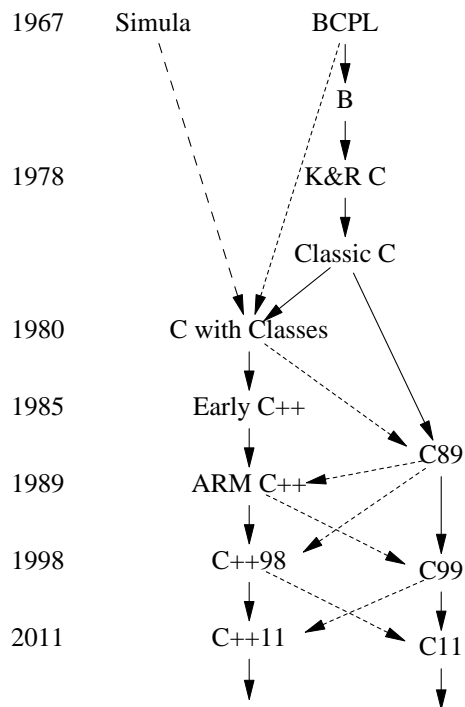 1967 Simula BCPL
B
1978 K&R C
Classic C
1980 C with Classes
1985 Early C++
C89
1989 ARM C++
1998 C++98 C99
2011 C++11 C11